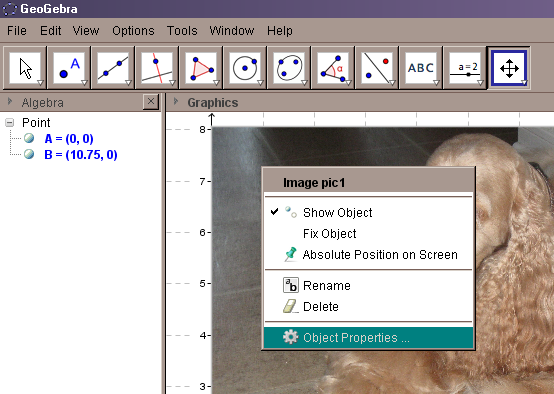 GeoGebra
File Edit View Options Tools Window Help
A ABC a=2
α
Algebra
Graphics
Point
A = (0, 0)
B = (10.75, 0)
8
7
6
5
4
3
Image pic1
Show Object
Fix Object
Absolute Position on Screen
ab Rename
Delete
Object Properties ...